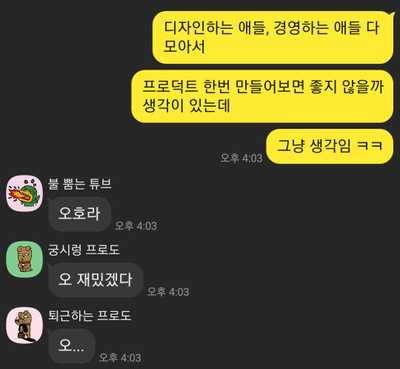 디자인하는 애들, 경영하는 애들 다
모아서
프로덕트 한번 만들어보면 좋지 않을까
생각이 있는데
오후 4:03 그냥 생각임 ㅋㅋ
불 뿜는 튜브
오호라 오후 4:03
궁시렁 프로도
오 재밌겠다 오후 4:03
퇴근하는 프로도
오... 오후 4:03